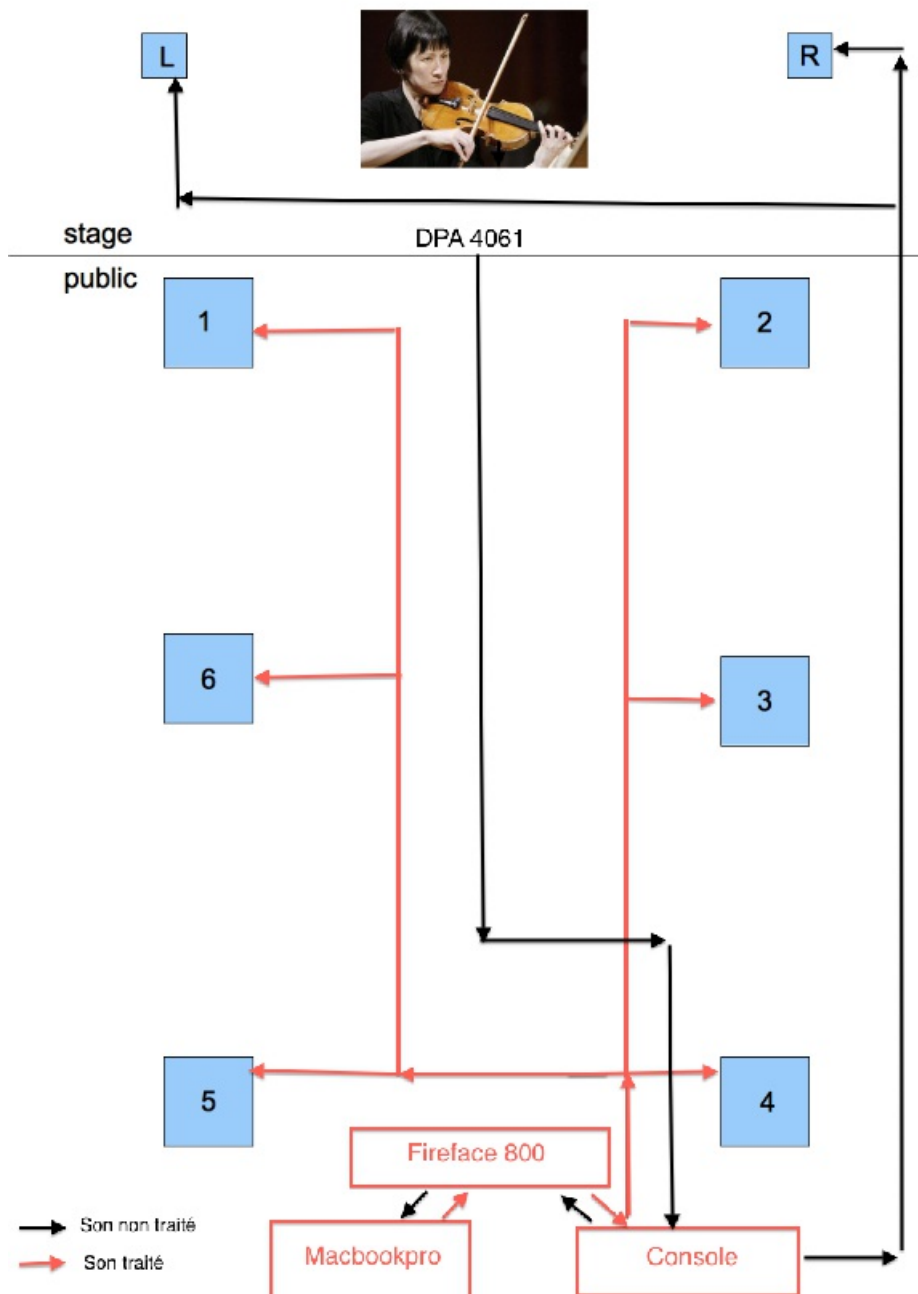 L
R
stage
DPA 4061
public
1
2
6
3
5
4
Fireface 800
Son non traité
Son traité
Macbookpro
Console